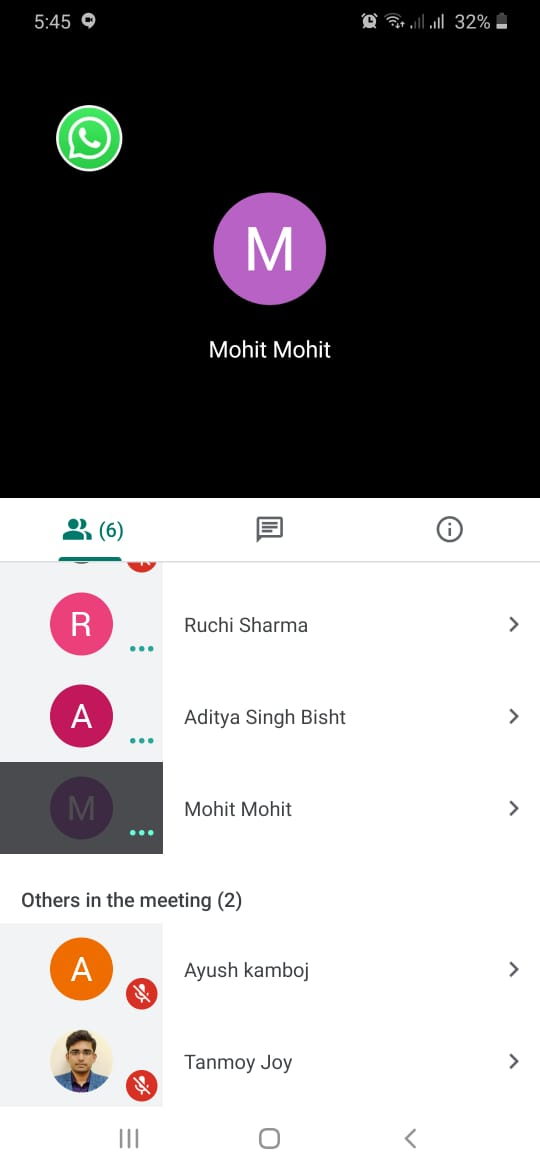 5:45 32%
M
Mohit Mohit
(6)
R Ruchi Sharma
A Aditya Singh Bisht
M Mohit Mohit
Others in the meeting (2)
A Ayush kamboj
Tanmoy Joy